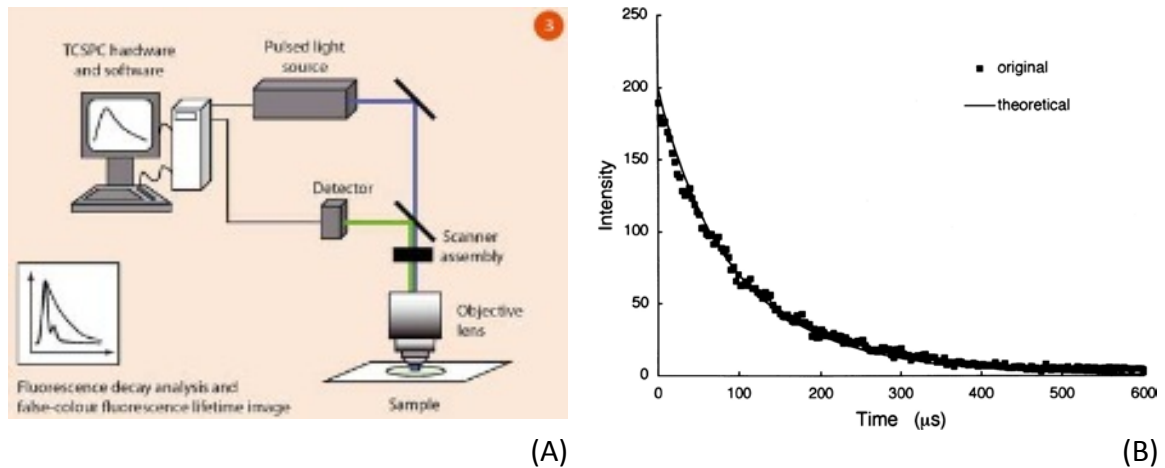 3
TCSPC hardware
and software
Pulsed light
source
Detector
Scanner
assembly
Objective
lens
Fluorescence decay analysis and
false-colour fluorescence lifetime image
Sample
(A)
250
200
150
100
50
0
Intensity
original
theoretical
0 100 200 300 400 500 600
Time (μs)
(B)